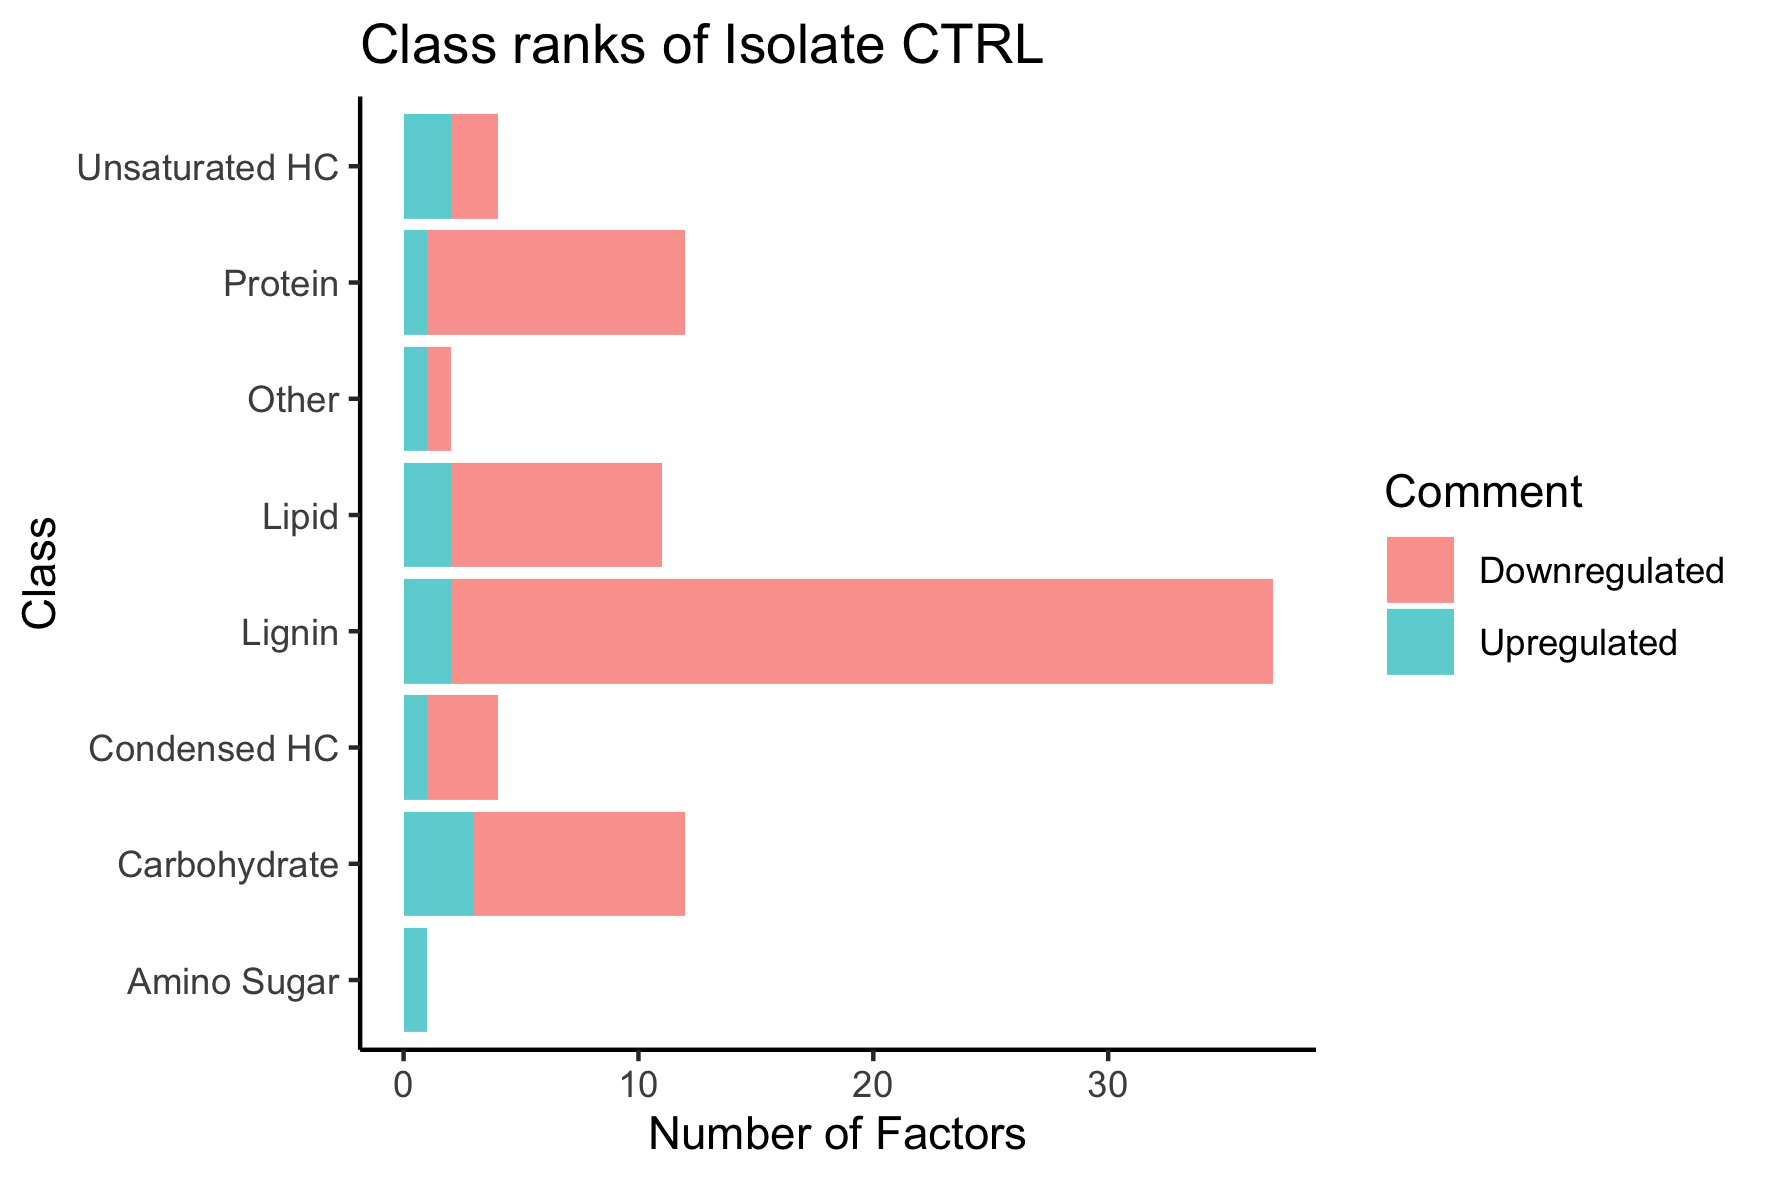 Class ranks of Isolate CTRL
Unsaturated HC
Protein
Other
Lipid
Lignin
Condensed HC
Carbohydrate
Amino Sugar
Class
0 10 20 30
Number of Factors
Comment
Downregulated
Upregulated